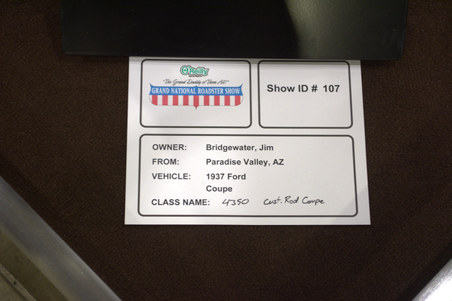 O'Reilly
"The Grand Daddy of Them All"
GRAND NATIONAL ROADSTER SHOW
Show ID # 107
OWNER: Bridgewater, Jim
FROM: Paradise Valley, AZ
VEHICLE: 1937 Ford
Coupe
CLASS NAME: 4350 Cust. Rod Coupe